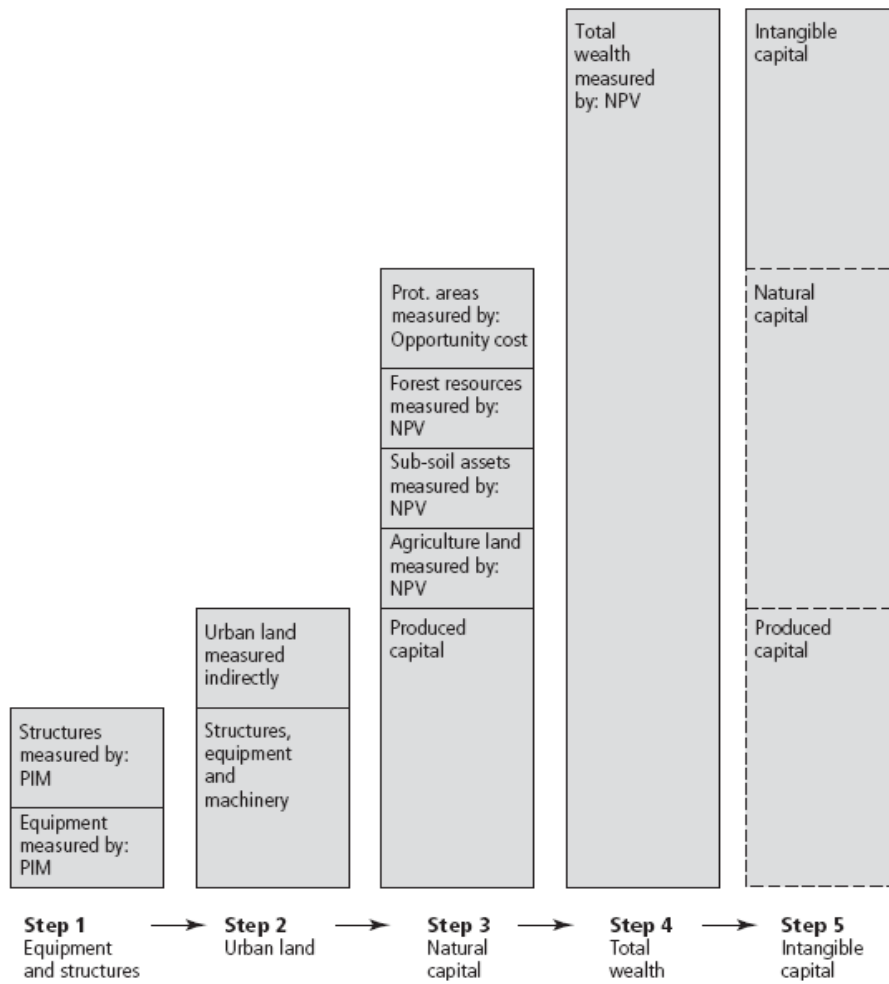 Total
wealth
measured
by: NPV
Intangible
capital
Prot. areas
measured by:
Opportunity cost
Natural
capital
Forest resources
measured by:
NPV
Sub-soil assets
measured by:
NPV
Agriculture land
measured by:
NPV
Urban land
measured
indirectly
Produced
capital
Produced
capital
Structures
measured by:
PIM
Structures,
equipment
and
machinery
Equipment
measured by:
PIM
Step 1
Equipment
and structures
Step 2
Urban land
Step 3
Natural
capital
Step 4
Total
wealth
Step 5
Intangible
capital